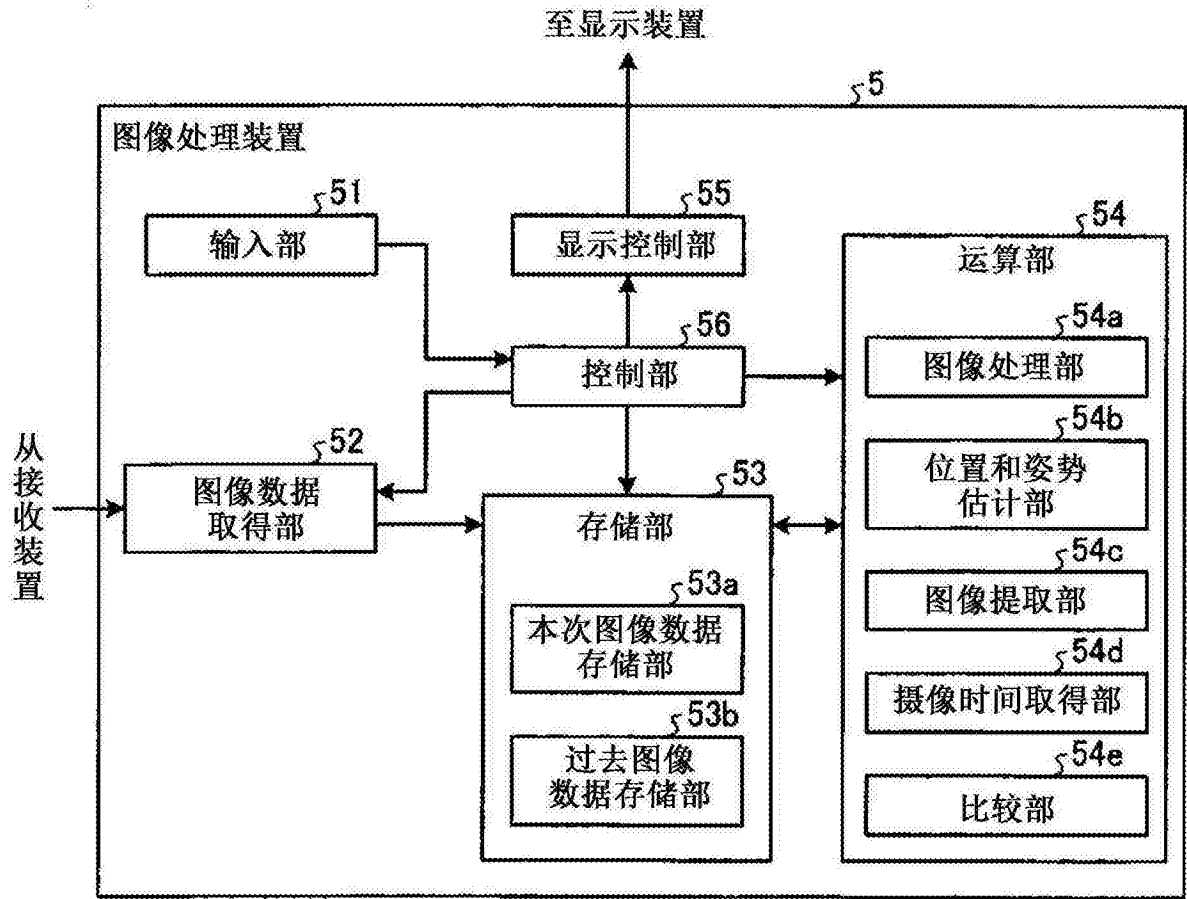 至显示装置
5
图像处理装置
51
输入部
55
显示控制部
54
运算部
56
控制部
54a
图像处理部
54b
位置和姿势
估计部
从接收装置
52
图像数据
取得部
53
存储部
54c
图像提取部
53a
本次图像数据
存储部
54d
摄像时间取得部
53b
过去图像
数据存储部
54e
比较部